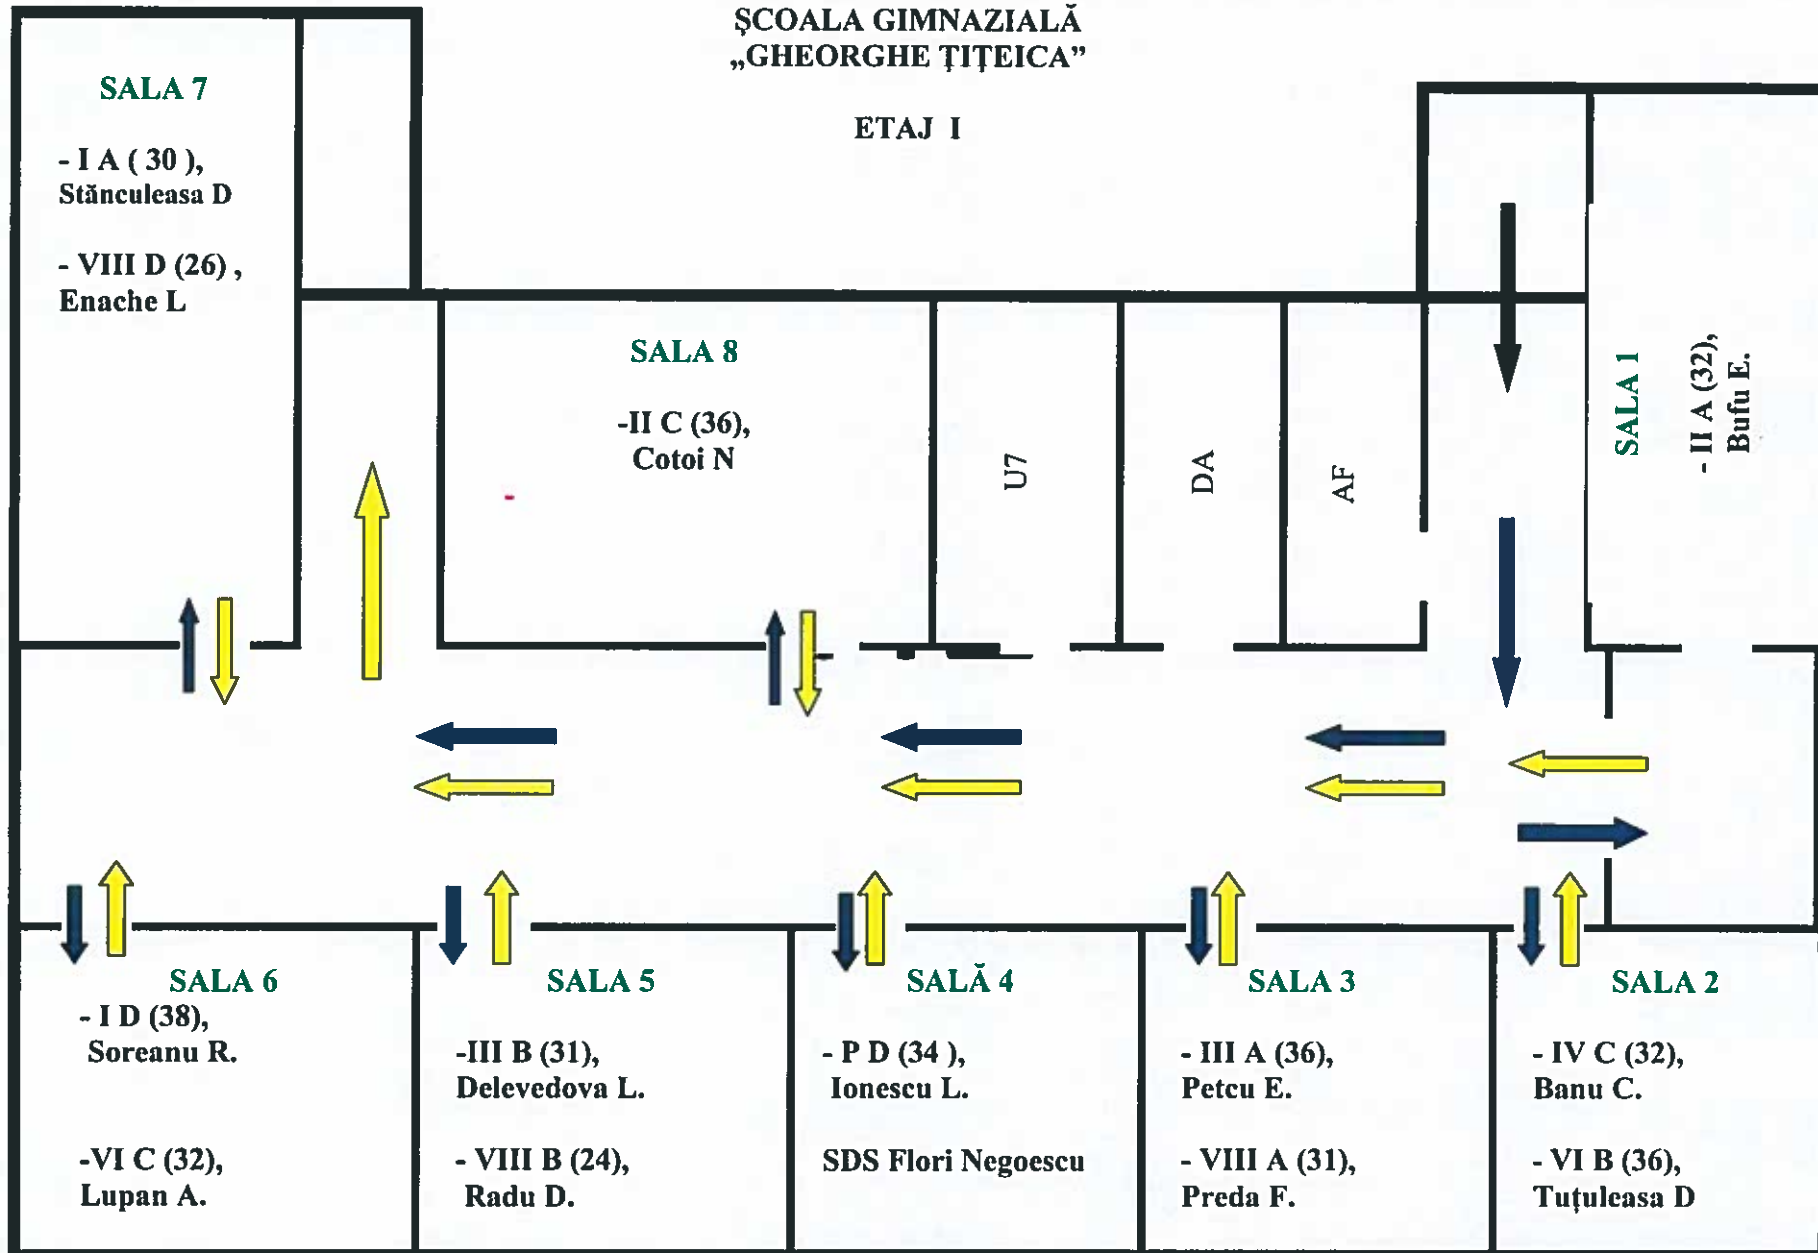 ŞCOALA GIMNAZIALĂ
„GHEORGHE ŢIŢEICA”
ETAJ I
SALA 7
- I A ( 30 ),
Stănculeasa D
- VIII D (26) ,
Enache L
SALA 8
-II C (36),
Cotoi N
U7
DA
AF
SALA 1
- II A (32),
Bufu E.
SALA 6
- I D (38),
Soreanu R.
-VI C (32),
Lupan A.
SALA 5
-III B (31),
Delevedova L.
- VIII B (24),
Radu D.
SALĂ 4
- P D (34 ),
Ionescu L.
SDS Flori Negoescu
SALA 3
- III A (36),
Petcu E.
- VIII A (31),
Preda F.
SALA 2
- IV C (32),
Banu C.
- VI B (36),
Tuţuleasa D